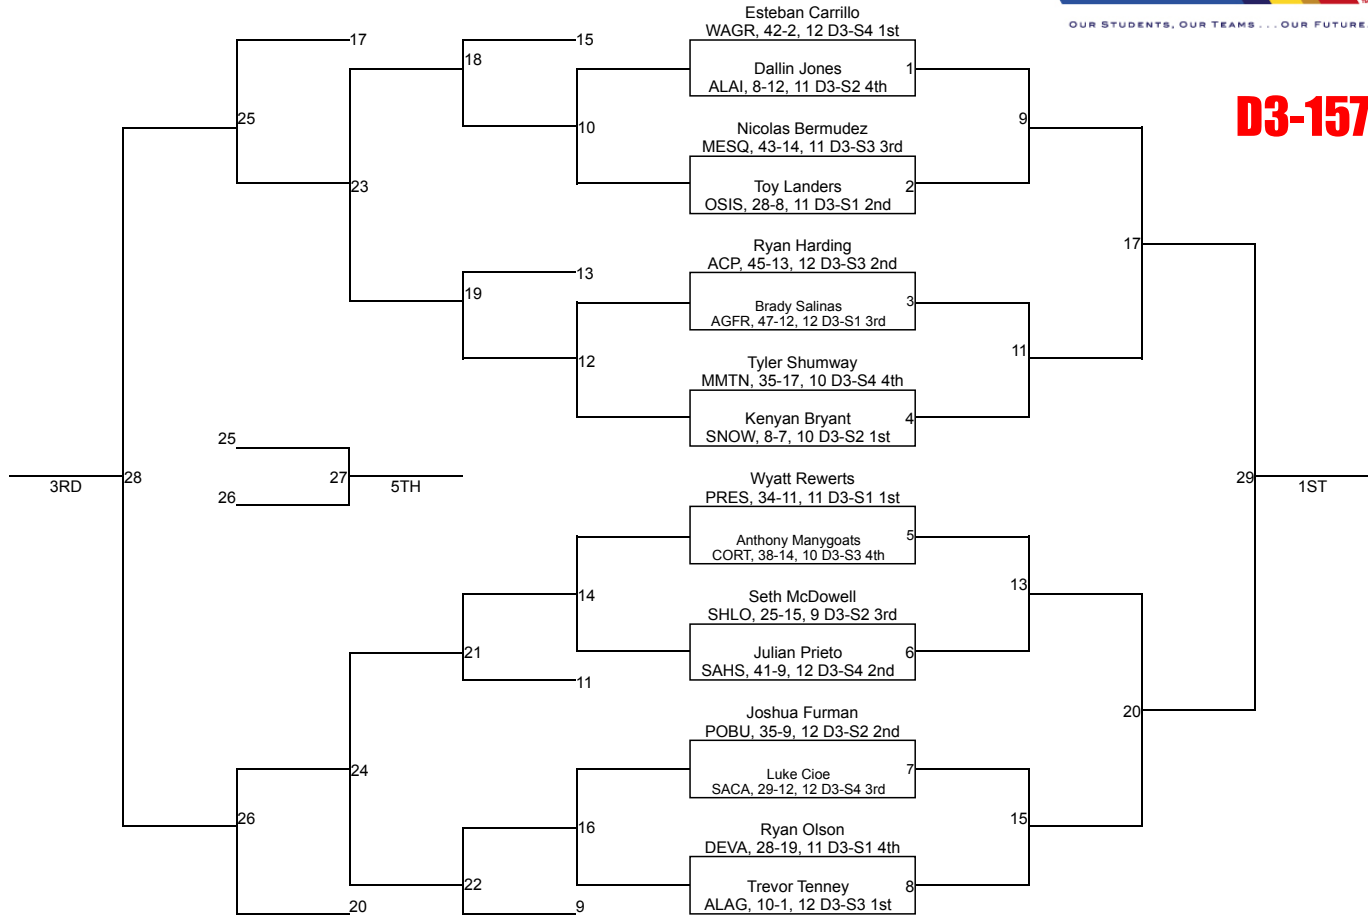 OUR STUDENTS, OUR TEAMS . . . OUR FUTURE.
D3-157
Esteban Carrillo
WAGR, 42-2, 12 D3-S4 1st
Dallin Jones
ALAI, 8-12, 11 D3-S2 4th
1
Nicolas Bermudez
MESQ, 43-14, 11 D3-S3 3rd
Toy Landers
OSIS, 28-8, 11 D3-S1 2nd
2
Ryan Harding
ACP, 45-13, 12 D3-S3 2nd
Brady Salinas
AGFR, 47-12, 12 D3-S1 3rd
3
Tyler Shumway
MMTN, 35-17, 10 D3-S4 4th
Kenyan Bryant
SNOW, 8-7, 10 D3-S2 1st
4
Wyatt Rewerts
PRES, 34-11, 11 D3-S1 1st
Anthony Manygoats
CORT, 38-14, 10 D3-S3 4th
5
Seth McDowell
SHLO, 25-15, 9 D3-S2 3rd
Julian Prieto
SAHS, 41-9, 12 D3-S4 2nd
6
Joshua Furman
POBU, 35-9, 12 D3-S2 2nd
Luke Cioe
SACA, 29-12, 12 D3-S4 3rd
7
Ryan Olson
DEVA, 28-19, 11 D3-S1 4th
Trevor Tenney
ALAG, 10-1, 12 D3-S3 1st
8
9
11
13
15
17
20
29
1ST
15
18
10
13
19
12
14
21
11
16
22
9
17
25
23
24
26
20
25
26
27
5TH
28
3RD